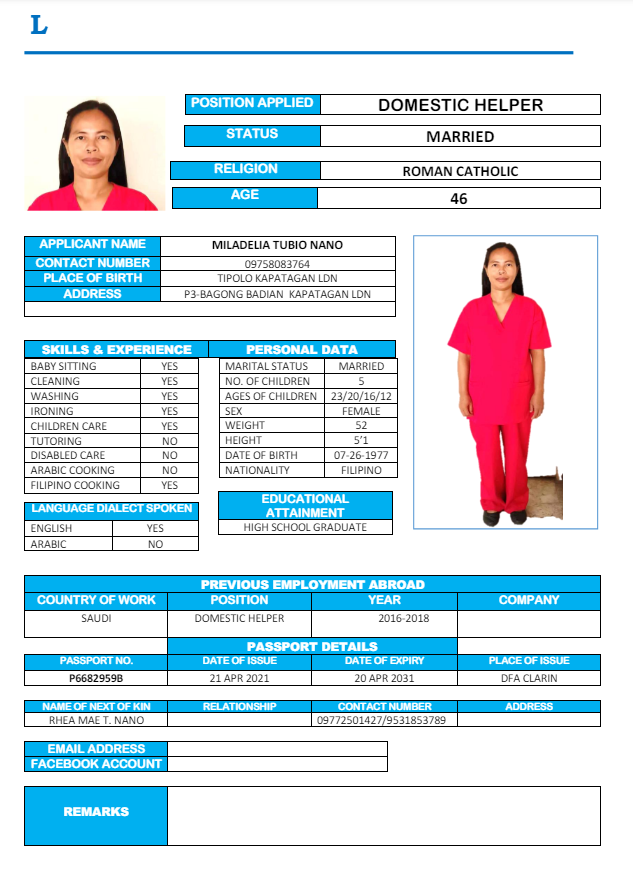 L
POSITION APPLIED DOMESTIC HELPER
STATUS MARRIED
RELIGION ROMAN CATHOLIC
AGE 46
APPLICANT NAME MILADELIA TUBIO NANO
CONTACT NUMBER 09758083764
PLACE OF BIRTH TIPOLO KAPATAGAN LDN
ADDRESS P3-BAGONG BADIAN KAPATAGAN LDN
SKILLS & EXPERIENCE PERSONAL DATA
BABY SITTING YES MARITAL STATUS MARRIED
CLEANING YES NO. OF CHILDREN 5
WASHING YES AGES OF CHILDREN 23/20/16/12
IRONING YES SEX FEMALE
CHILDREN CARE YES WEIGHT 52
TUTORING NO HEIGHT 5’1
DISABLED CARE NO DATE OF BIRTH 07-26-1977
ARABIC COOKING NO NATIONALITY FILIPINO
FILIPINO COOKING YES
LANGUAGE DIALECT SPOKEN
ENGLISH YES
ARABIC NO
EDUCATIONAL
ATTAINMENT
HIGH SCHOOL GRADUATE
PREVIOUS EMPLOYMENT ABROAD
COUNTRY OF WORK POSITION YEAR COMPANY
SAUDI DOMESTIC HELPER 2016-2018
PASSPORT DETAILS
PASSPORT NO. DATE OF ISSUE DATE OF EXPIRY PLACE OF ISSUE
P6682959B 21 APR 2021 20 APR 2031 DFA CLARIN
NAME OF NEXT OF KIN RELATIONSHIP CONTACT NUMBER ADDRESS
RHEA MAE T. NANO 09772501427/9531853789
EMAIL ADDRESS
FACEBOOK ACCOUNT
REMARKS